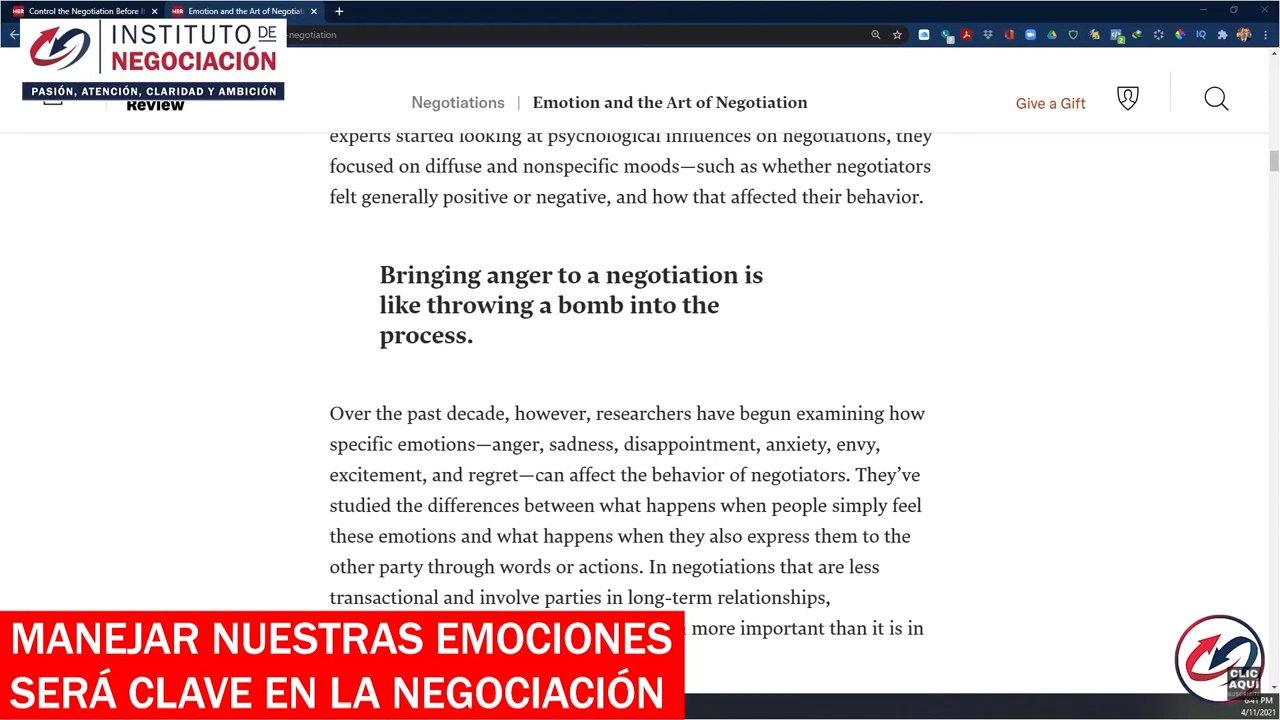 Control the Negotiation Before I
Emotion and the Art of Negotiat
-negotiation
INSTITUTO DE
NEGOCIACIÓN
PASIÓN, ATENCIÓN, CLARIDAD Y AMBICIÓN
Review
Negotiations | Emotion and the Art of Negotiation
Give a Gift
experts started looking at psychological influences on negotiations, they
focused on diffuse and nonspecific moods—such as whether negotiators
felt generally positive or negative, and how that affected their behavior.
Bringing anger to a negotiation is
like throwing a bomb into the
process.
Over the past decade, however, researchers have begun examining how
specific emotions—anger, sadness, disappointment, anxiety, envy,
excitement, and regret—can affect the behavior of negotiators. They’ve
studied the differences between what happens when people simply feel
these emotions and what happens when they also express them to the
other party through words or actions. In negotiations that are less
transactional and involve parties in long-term relationships,
more important than it is in
MANEJAR NUESTRAS EMOCIONES
SERÁ CLAVE EN LA NEGOCIACIÓN
CLIC
AQUÍ
6:41 PM
4/11/2021